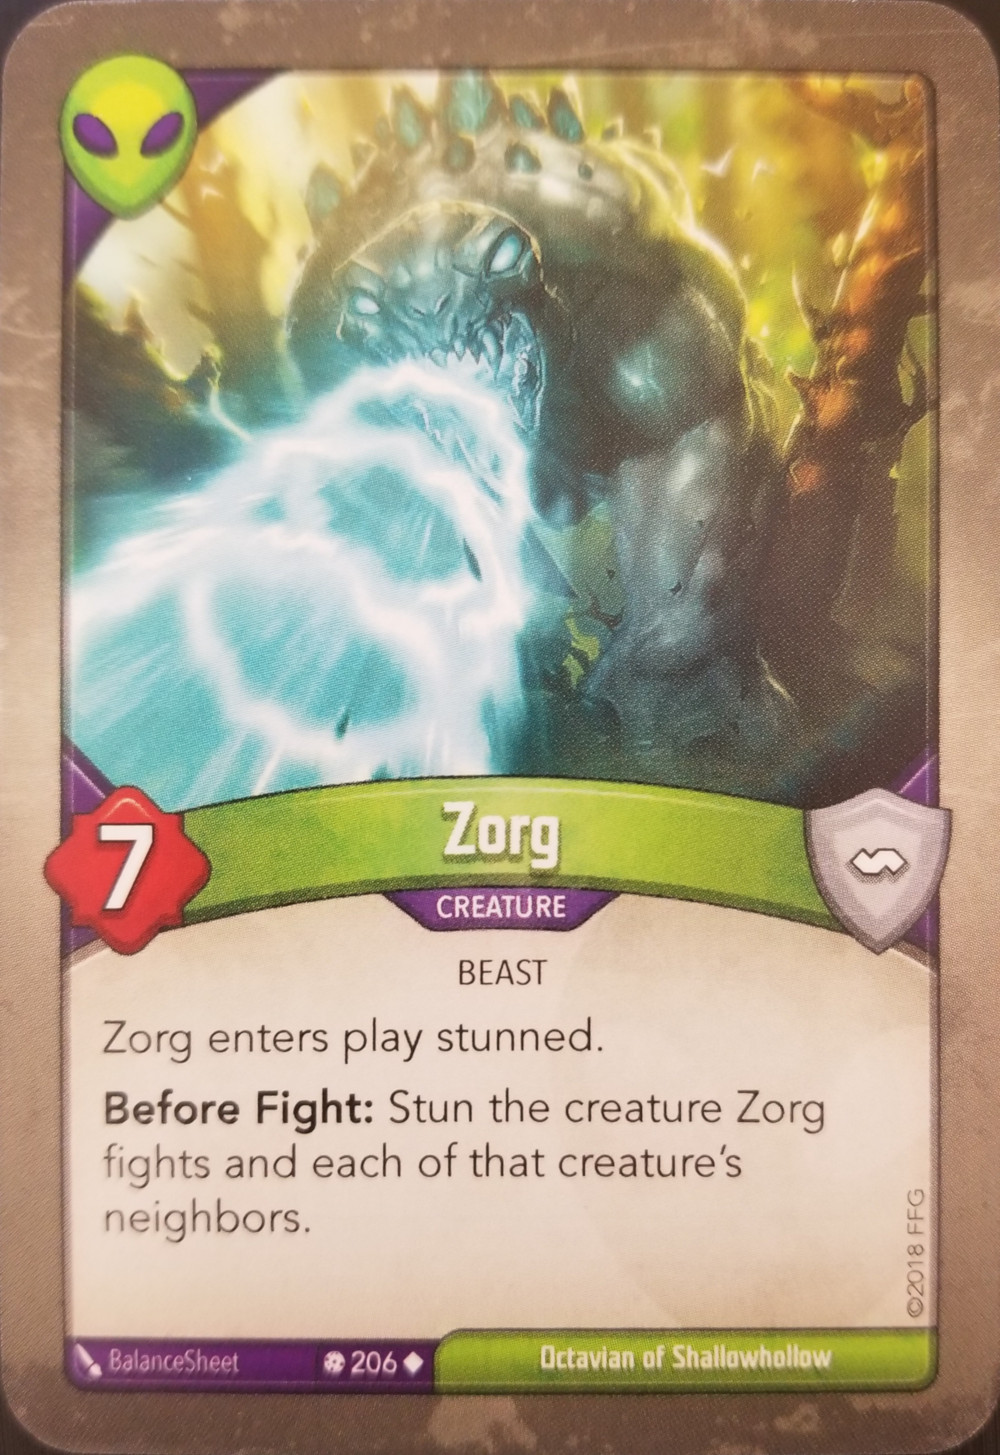 7
Zorg
CREATURE
BEAST
Zorg enters play stunned.
Before Fight: Stun the creature Zorg
fights and each of that creature's
neighbors.
©2018 FFG
BalanceSheet
206
Octavian of Shallowhollow